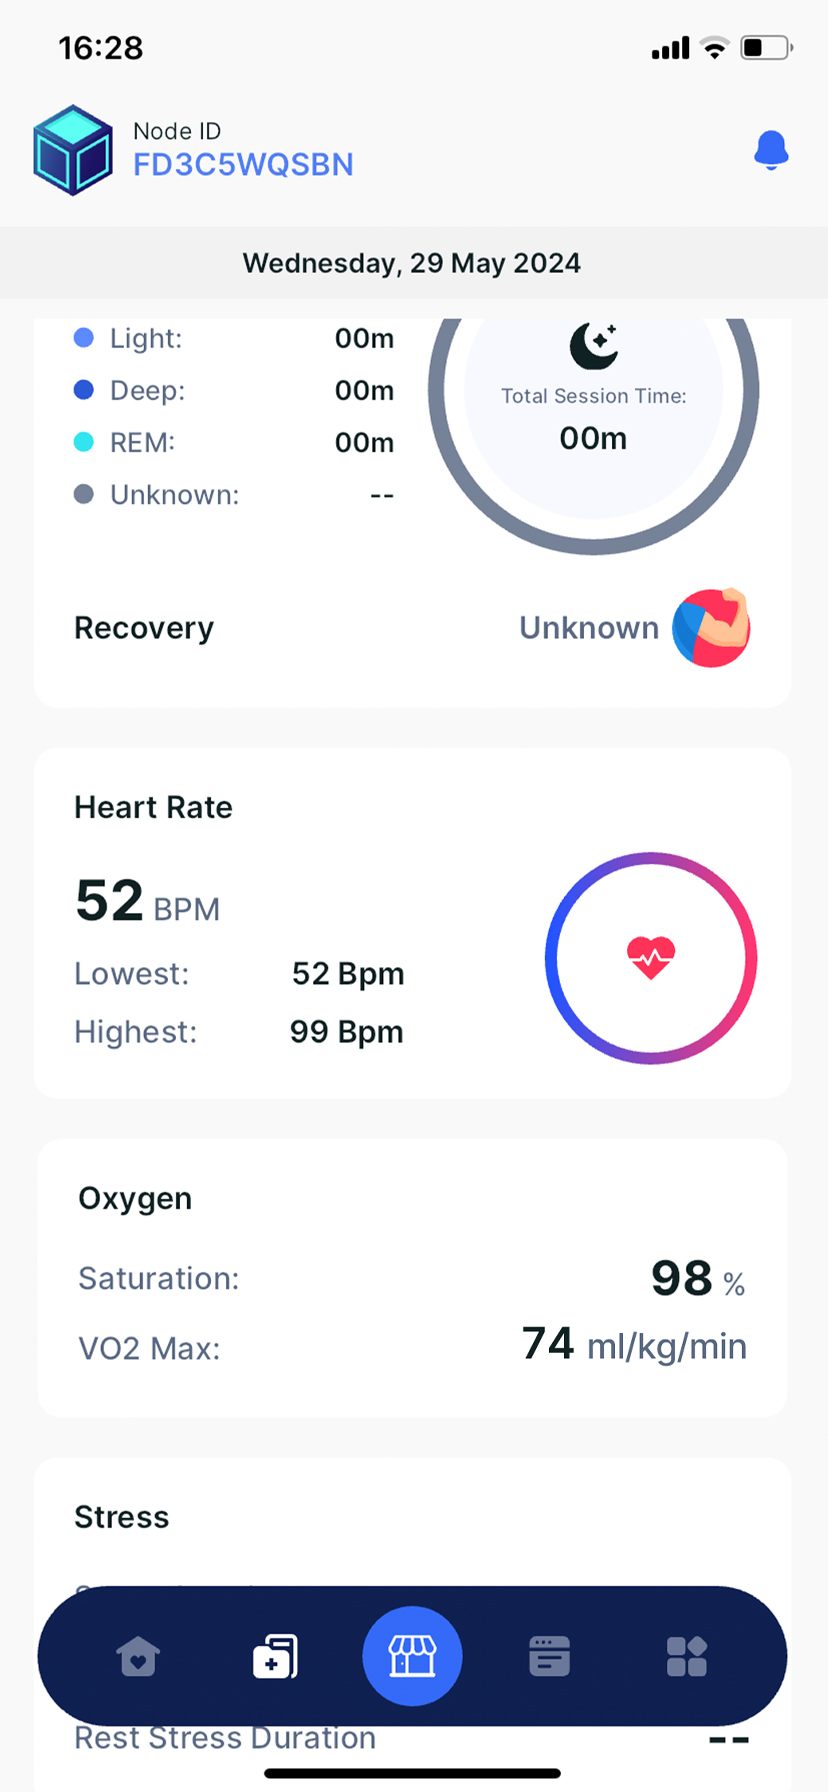 16:28
Node ID
FD3C5WQSBN
Wednesday, 29 May 2024
Light: 00m
Deep: 00m
REM: 00m
Unknown: --
Total Session Time:
00m
Recovery Unknown
Heart Rate
52 BPM
Lowest: 52 Bpm
Highest: 99 Bpm
Oxygen
Saturation: 98 %
VO2 Max: 74 ml/kg/min
Stress
Rest Stress Duration --